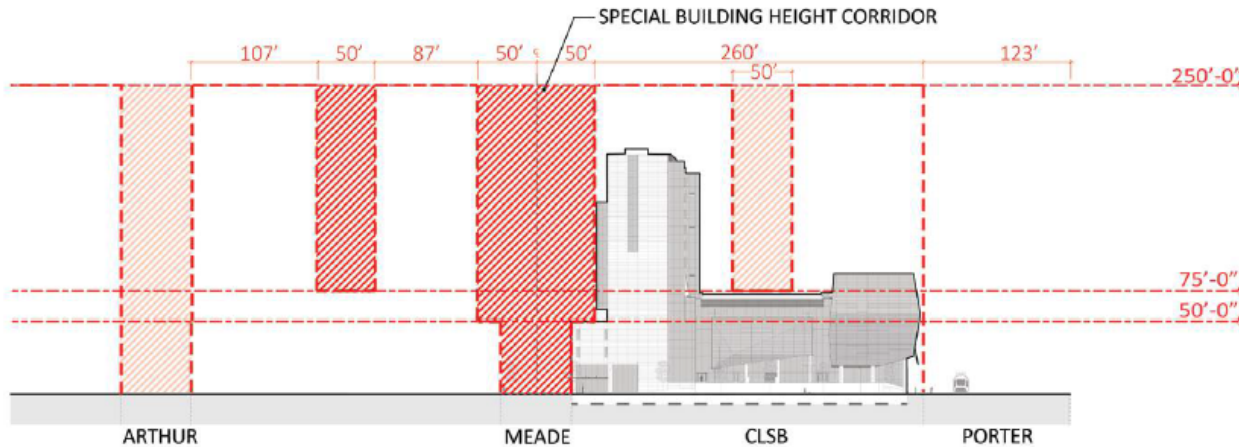 SPECIAL BUILDING HEIGHT CORRIDOR
107' 50' 87' 50' ℄ 50' 260' 123'
50'
250'-0"
75'-0"
50'-0"
ARTHUR MEADE CLSB PORTER